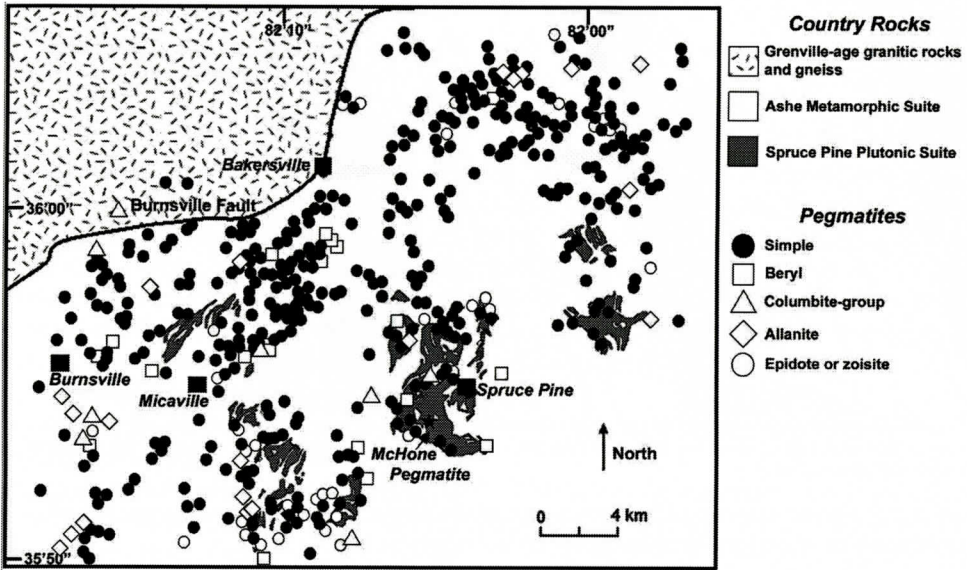 82'10"
82'00"
Bakersville
36'00"
Burnsville Fault
Burnsville
Micaville
Spruce Pine
McHone
Pegmatite
North
0 4 km
35'50"
Country Rocks
Grenville-age granitic rocks
and gneiss
Ashe Metamorphic Suite
Spruce Pine Plutonic Suite
Pegmatites
Simple
Beryl
Columbite-group
Allanite
Epidote or zoisite